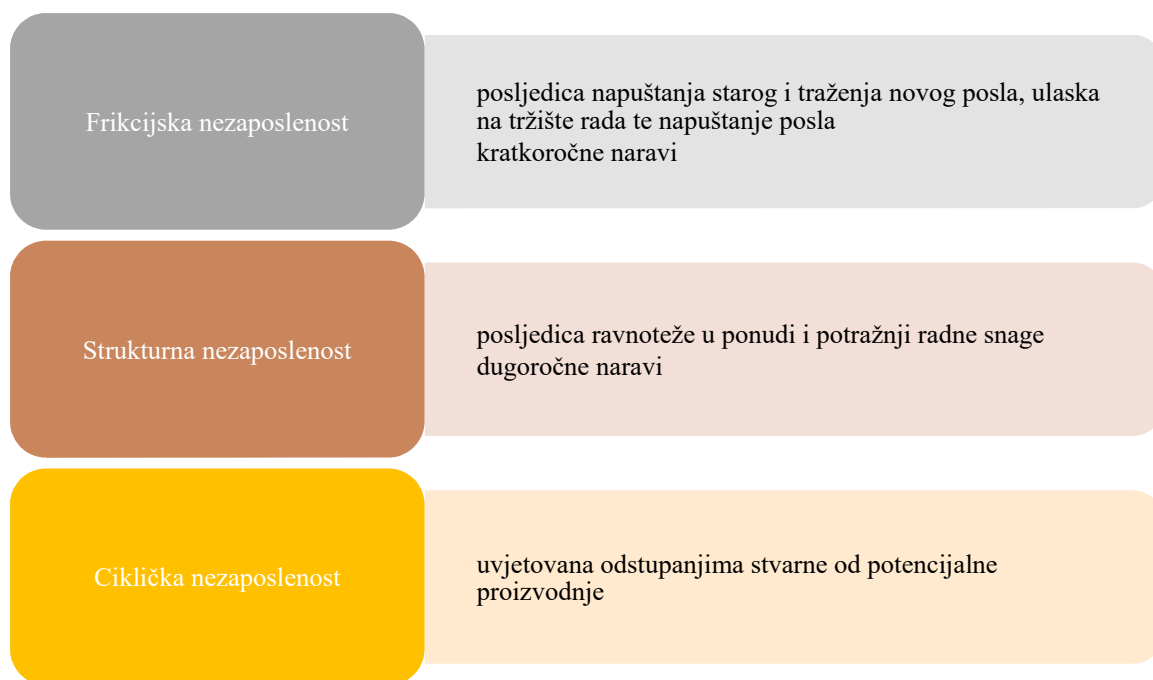 Frikcijska nezaposlenost
posljedica napuštanja starog i traženja novog posla, ulaska
na tržište rada te napuštanje posla
kratkoročne naravi
Strukturna nezaposlenost
posljedica ravnoteže u ponudi i potražnji radne snage
dugoročne naravi
Ciklička nezaposlenost
uvjetovana odstupanjima stvarne od potencijalne
proizvodnje